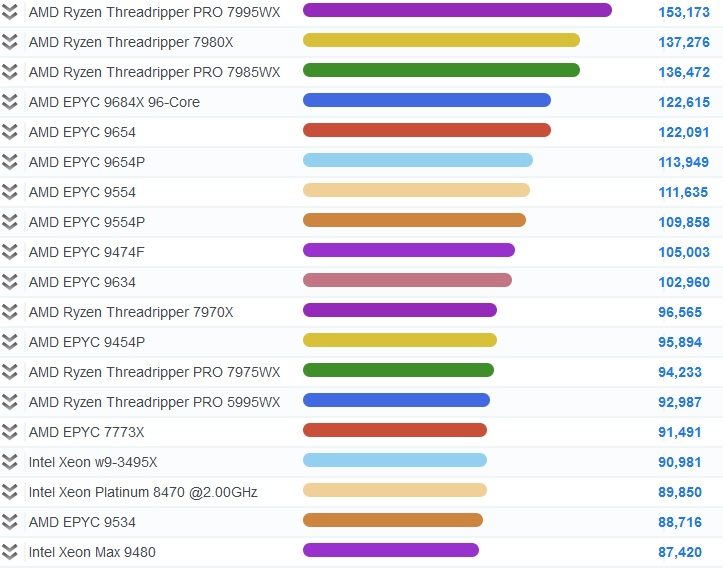 AMD Ryzen Threadripper PRO 7995WX 153,173
AMD Ryzen Threadripper 7980X 137,276
AMD Ryzen Threadripper PRO 7985WX 136,472
AMD EPYC 9684X 96-Core 122,615
AMD EPYC 9654 122,091
AMD EPYC 9654P 113,949
AMD EPYC 9554 111,635
AMD EPYC 9554P 109,858
AMD EPYC 9474F 105,003
AMD EPYC 9634 102,960
AMD Ryzen Threadripper 7970X 96,565
AMD EPYC 9454P 95,894
AMD Ryzen Threadripper PRO 7975WX 94,233
AMD Ryzen Threadripper PRO 5995WX 92,987
AMD EPYC 7773X 91,491
Intel Xeon w9-3495X 90,981
Intel Xeon Platinum 8470 @2.00GHz 89,850
AMD EPYC 9534 88,716
Intel Xeon Max 9480 87,420